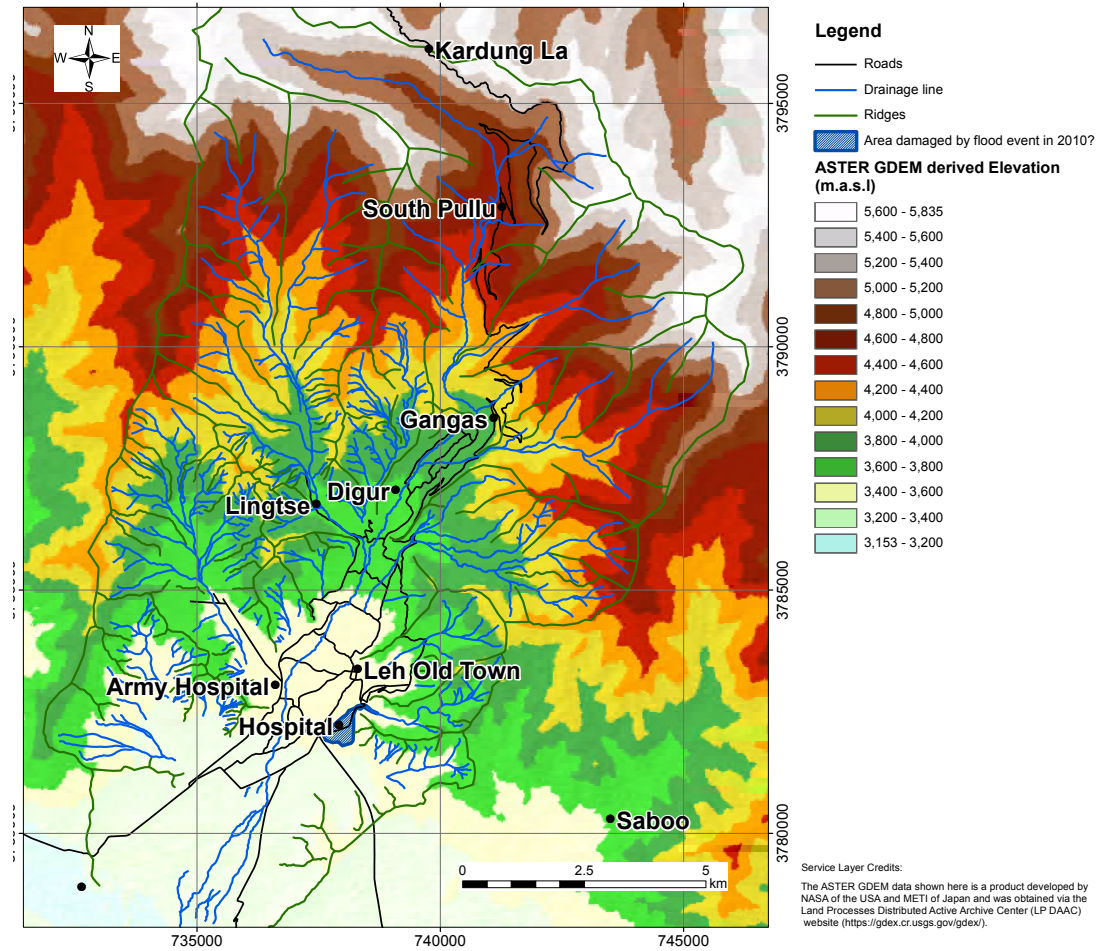 N
W E
S
Kardung La
South Pullu
Gangas
Digur
Lingtse
Leh Old Town
Army Hospital
Hospital
Saboo
0 2.5 5
km
735000 740000 745000
3795000
3790000
3785000
3780000
Legend
Roads
Drainage line
Ridges
Area damaged by flood event in 2010?
ASTER GDEM derived Elevation
(m.a.s.l)
5,600 - 5,835
5,400 - 5,600
5,200 - 5,400
5,000 - 5,200
4,800 - 5,000
4,600 - 4,800
4,400 - 4,600
4,200 - 4,400
4,000 - 4,200
3,800 - 4,000
3,600 - 3,800
3,400 - 3,600
3,200 - 3,400
3,153 - 3,200
Service Layer Credits:
The ASTER GDEM data shown here is a product developed by
NASA of the USA and METI of Japan and was obtained via the
Land Processes Distributed Active Archive Center (LP DAAC)
website (https://gdex.cr.usgs.gov/gdex/).